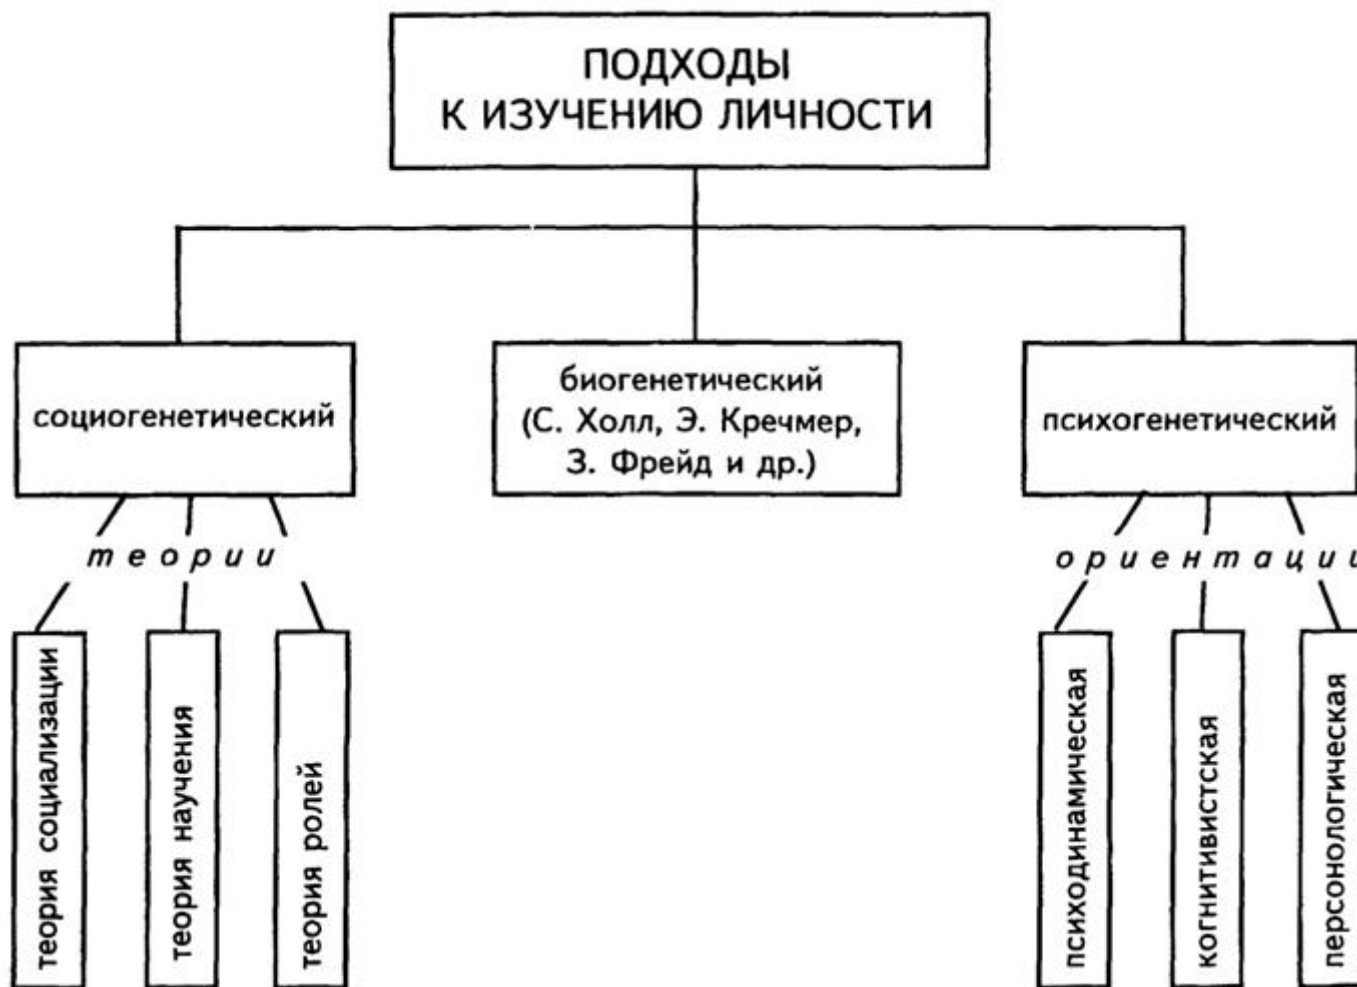 ПОДХОДЫ
К ИЗУЧЕНИЮ ЛИЧНОСТИ
социогенетический
биогенетический
(С. Холл, Э. Кречмер,
З. Фрейд и др.)
психогенетический
теории
ориентации
теория социализации
теория научения
теория ролей
психодинамическая
когнитивистская
персонологическая